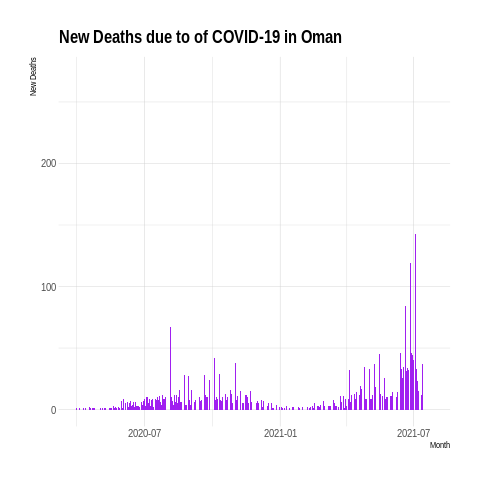 New Deaths due to of COVID-19 in Oman
New Deaths
200
100
0
2020-07
2021-01
2021-07
Month